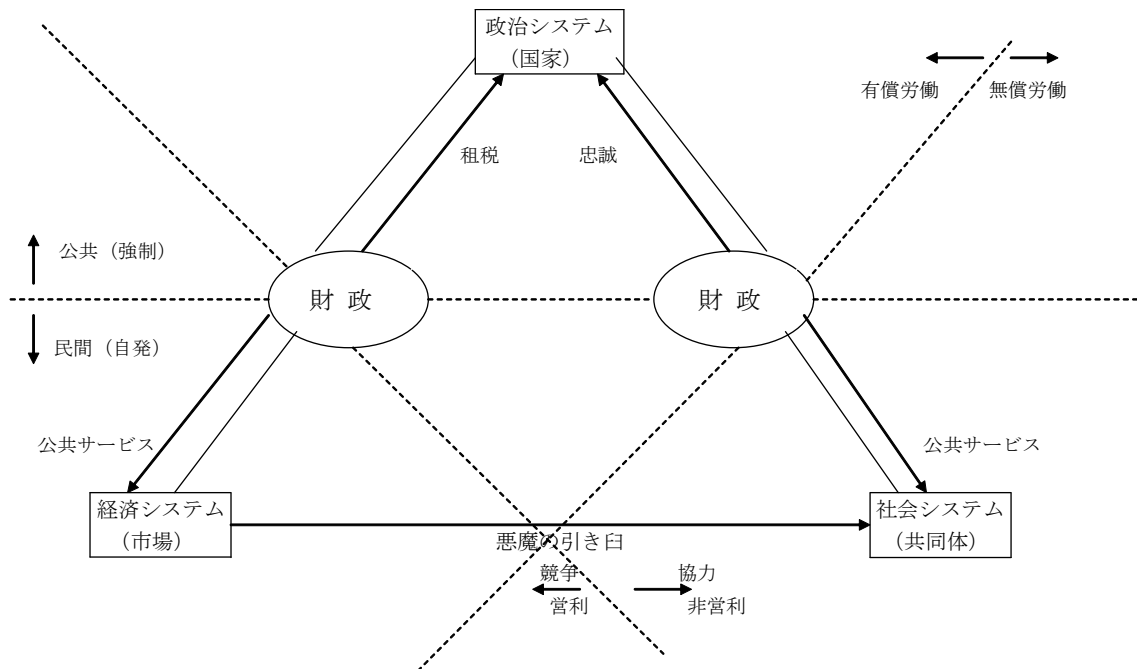 政治システム
（国家）
有償労働
無償労働
租税
忠誠
公共（強制）
財 政
財 政
民間（自発）
公共サービス
公共サービス
経済システム
（市場）
社会システム
（共同体）
悪魔の引き臼
競争
協力
営利
非営利